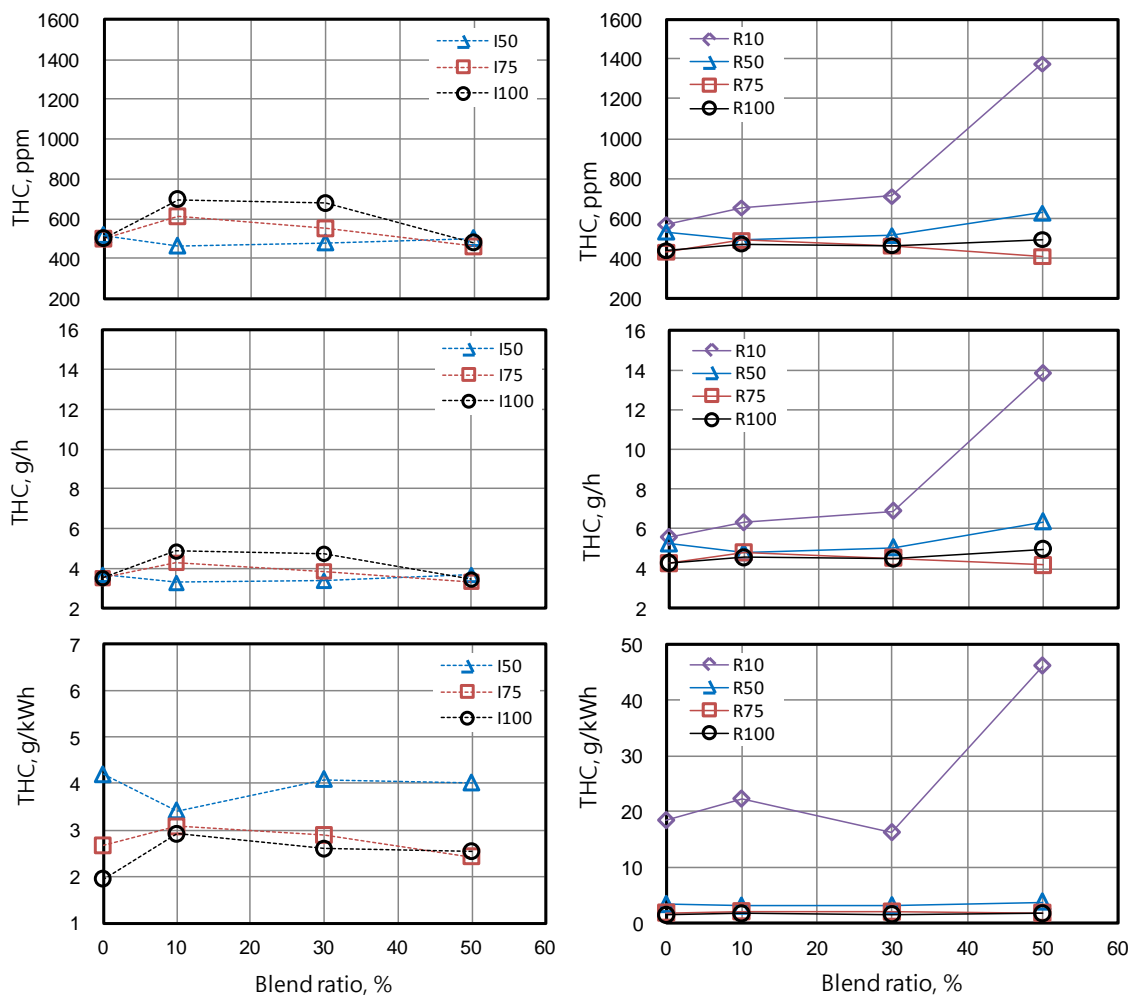 THC, ppm
1600
1400
1200
1000
800
600
400
200
I50
I75
I100
THC, ppm
1600
1400
1200
1000
800
600
400
200
R10
R50
R75
R100
THC, g/h
16
14
12
10
8
6
4
2
I50
I75
I100
THC, g/h
16
14
12
10
8
6
4
2
R10
R50
R75
R100
THC, g/kWh
7
6
5
4
3
2
1
I50
I75
I100
0 10 20 30 40 50 60
Blend ratio, %
THC, g/kWh
50
40
30
20
10
0
R10
R50
R75
R100
0 10 20 30 40 50 60
Blend ratio, %